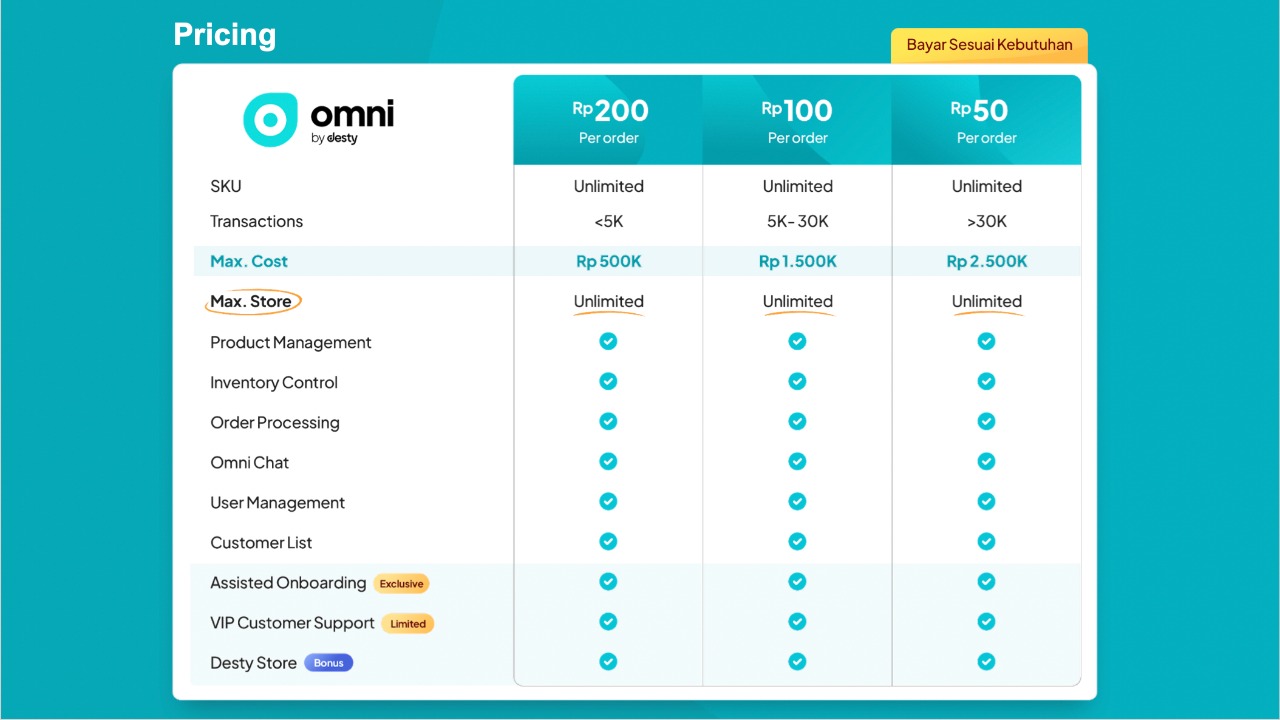 Pricing
Bayar Sesuai Kebutuhan
omni
by desty
Rp200
Per order
Rp100
Per order
Rp50
Per order
SKU Unlimited Unlimited Unlimited
Transactions <5K 5K- 30K >30K
Max. Cost Rp 500K Rp 1.500K Rp 2.500K
Max. Store Unlimited Unlimited Unlimited
Product Management
Inventory Control
Order Processing
Omni Chat
User Management
Customer List
Assisted Onboarding Exclusive
VIP Customer Support Limited
Desty Store Bonus